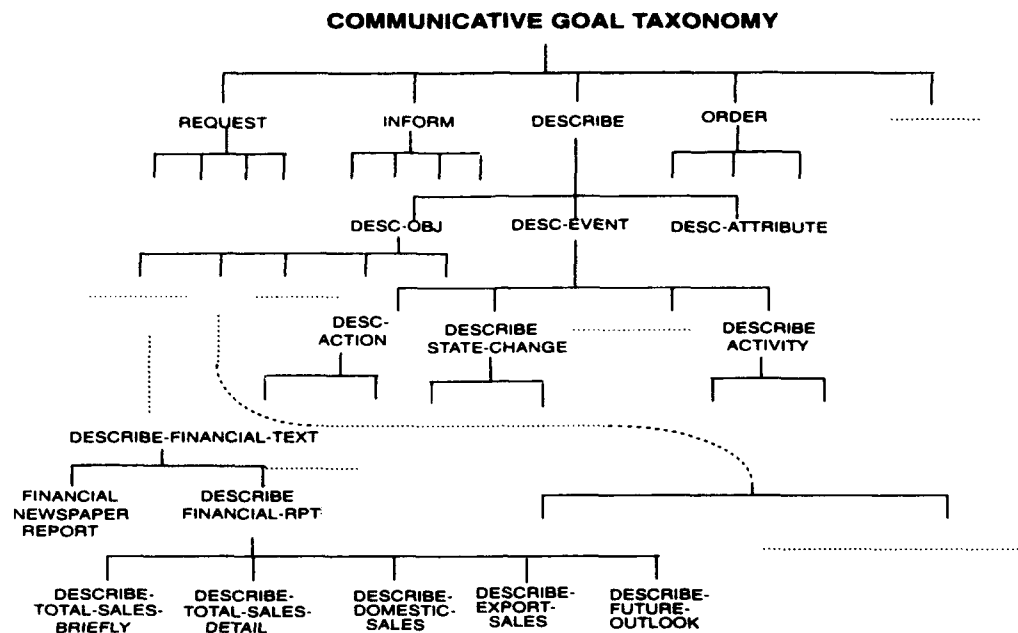 COMMUNICATIVE GOAL TAXONOMY
REQUEST
INFORM
DESCRIBE
ORDER
DESC-OBJ
DESC-EVENT
DESC-ATTRIBUTE
DESC-
ACTION
DESCRIBE
STATE-CHANGE
DESCRIBE
ACTIVITY
DESCRIBE-FINANCIAL-TEXT
FINANCIAL
NEWSPAPER
REPORT
DESCRIBE
FINANCIAL-RPT
DESCRIBE-
TOTAL-SALES-
BRIEFLY
DESCRIBE-
TOTAL-SALES-
DETAIL
DESCRIBE-
DOMESTIC-
SALES
DESCRIBE-
EXPORT-
SALES
DESCRIBE-
FUTURE-
OUTLOOK